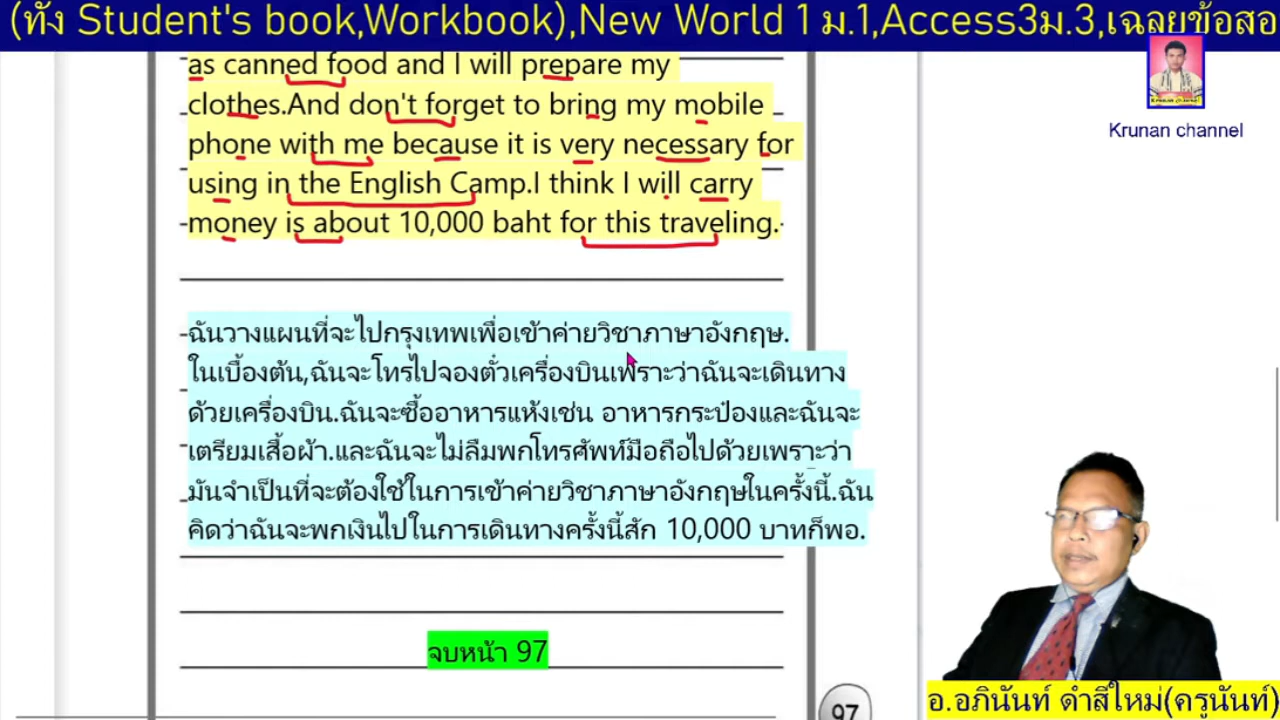 (ทั้ง Student's book,Workbook),New World 1 ม.1,Access3ม.3,เฉลยข้อสอ
Krunan channel
as canned food and I will prepare my
clothes.And don't forget to bring my mobile
phone with me because it is very necessary for
using in the English Camp.I think I will carry
money is about 10,000 baht for this traveling.
ฉันวางแผนที่จะไปกรุงเทพเพื่อเข้าค่ายวิชาภาษาอังกฤษ.
ในเบื้องต้น,ฉันจะโทรไปจองตั๋วเครื่องบินเพราะว่าฉันจะเดินทาง
ด้วยเครื่องบิน.ฉันจะซื้ออาหารแห้งเช่น อาหารกระป๋องและฉันจะ
เตรียมเสื้อผ้า.และฉันจะไม่ลืมพกโทรศัพท์มือถือไปด้วยเพราะว่า
มันจำเป็นที่จะต้องใช้ในการเข้าค่ายวิชาภาษาอังกฤษในครั้งนี้.ฉัน
คิดว่าฉันจะพกเงินไปในการเดินทางครั้งนี้สัก 10,000 บาทก็พอ.
จบหน้า 97
97
อ.อภินันท์ ดำสีใหม่(ครูนันท์)